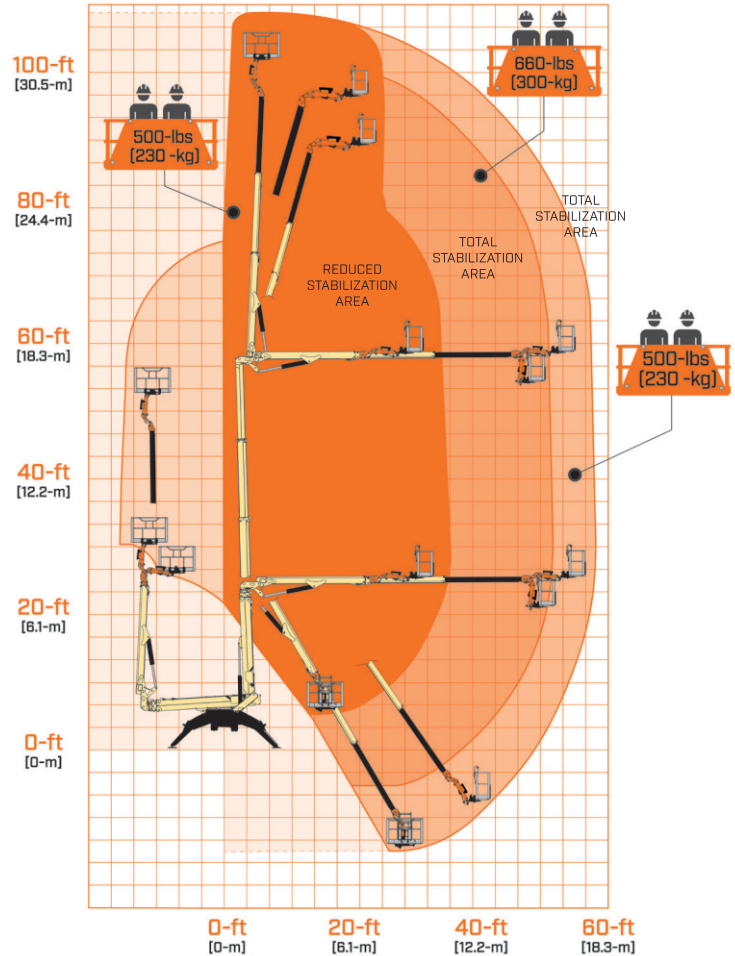 100-ft
[30.5-m]
660-lbs
(300-kg)
500-lbs
(230 -kg)
80-ft
[24.4-m]
TOTAL
STABILIZATION
AREA
TOTAL
STABILIZATION
AREA
REDUCED
STABILIZATION
AREA
60-ft
[18.3-m]
500-lbs
(230 -kg)
40-ft
[12.2-m]
20-ft
[6.1-m]
0-ft
[0-m]
0-ft
[0-m]
20-ft
[6.1-m]
40-ft
[12.2-m]
60-ft
[18.3-m]